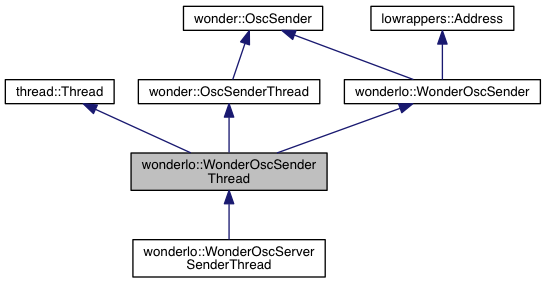 wonder::OscSender
lowrappers::Address
thread::Thread
wonder::OscSenderThread
wonderlo::WonderOscSender
wonderlo::WonderOscSender
Thread
wonderlo::WonderOscServer
SenderThread